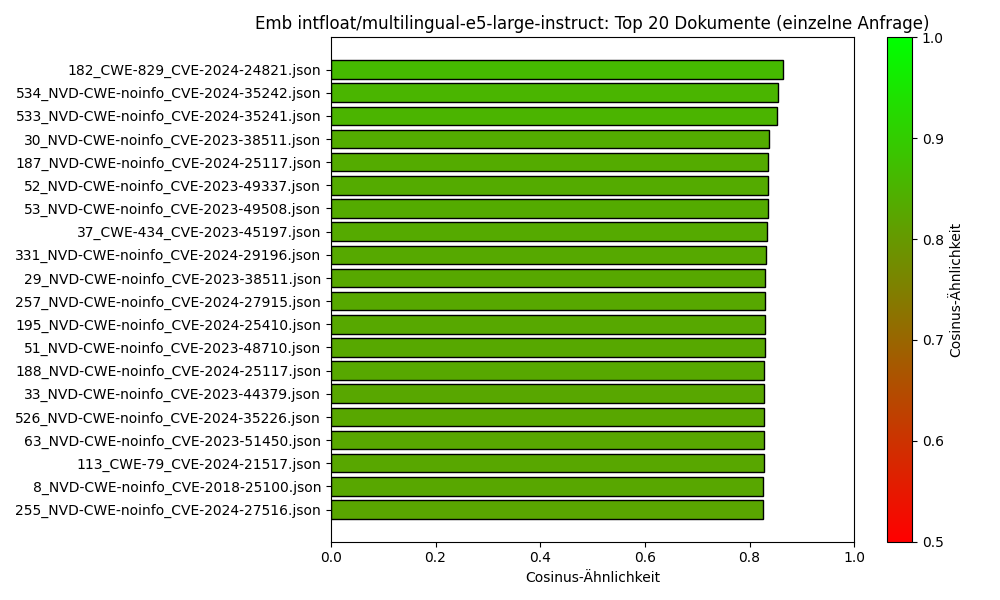 Emb intfloat/multilingual-e5-large-instruct: Top 20 Dokumente (einzelne Anfrage)
182_CWE-829_CVE-2024-24821.json
534_NVD-CWE-noinfo_CVE-2024-35242.json
533_NVD-CWE-noinfo_CVE-2024-35241.json
30_NVD-CWE-noinfo_CVE-2023-38511.json
187_NVD-CWE-noinfo_CVE-2024-25117.json
52_NVD-CWE-noinfo_CVE-2023-49337.json
53_NVD-CWE-noinfo_CVE-2023-49508.json
37_CWE-434_CVE-2023-45197.json
331_NVD-CWE-noinfo_CVE-2024-29196.json
29_NVD-CWE-noinfo_CVE-2023-38511.json
257_NVD-CWE-noinfo_CVE-2024-27915.json
195_NVD-CWE-noinfo_CVE-2024-25410.json
51_NVD-CWE-noinfo_CVE-2023-48710.json
188_NVD-CWE-noinfo_CVE-2024-25117.json
33_NVD-CWE-noinfo_CVE-2023-44379.json
526_NVD-CWE-noinfo_CVE-2024-35226.json
63_NVD-CWE-noinfo_CVE-2023-51450.json
113_CWE-79_CVE-2024-21517.json
8_NVD-CWE-noinfo_CVE-2018-25100.json
255_NVD-CWE-noinfo_CVE-2024-27516.json
0.0 0.2 0.4 0.6 0.8 1.0
Cosinus-Ähnlichkeit
1.0
0.9
0.8
0.7
0.6
0.5
Cosinus-Ähnlichkeit